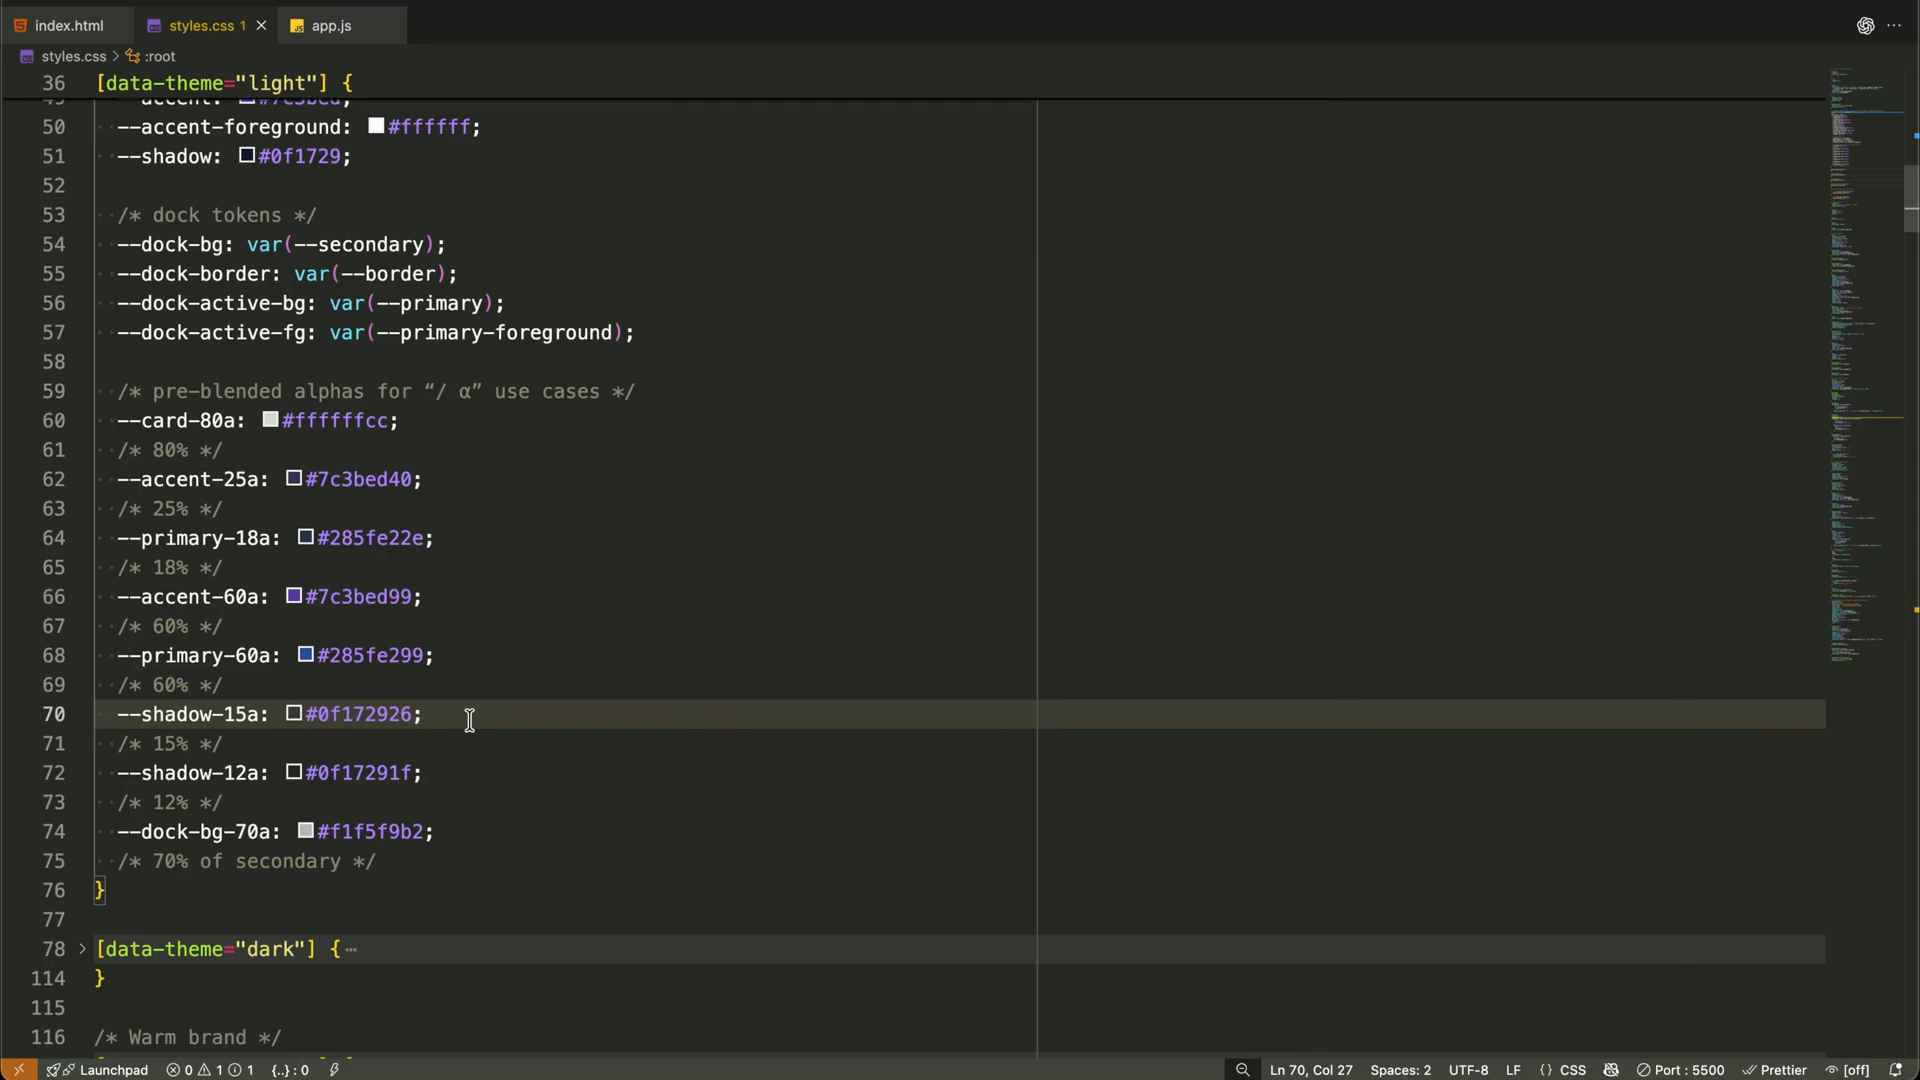 index.html
styles.css 1
app.js
styles.css > :root
36 [data-theme="light"] {
--accent: #7c3bed;
50 --accent-foreground: #ffffff;
51 --shadow: #0f1729;
52
53 /* dock tokens */
54 --dock-bg: var(--secondary);
55 --dock-border: var(--border);
56 --dock-active-bg: var(--primary);
57 --dock-active-fg: var(--primary-foreground);
58
59 /* pre-blended alphas for “/ α” use cases */
60 --card-80a: #ffffffcc;
61 /* 80% */
62 --accent-25a: #7c3bed40;
63 /* 25% */
64 --primary-18a: #285fe22e;
65 /* 18% */
66 --accent-60a: #7c3bed99;
67 /* 60% */
68 --primary-60a: #285fe299;
69 /* 60% */
70 --shadow-15a: #0f172926;
71 /* 15% */
72 --shadow-12a: #0f17291f;
73 /* 12% */
74 --dock-bg-70a: #f1f5f9b2;
75 /* 70% of secondary */
76 }
77
78 > [data-theme="dark"] { …
114 }
115
116 /* Warm brand */
Launchpad 0 1 1 {..} : 0 Ln 70, Col 27 Spaces: 2 UTF-8 LF {} CSS Port : 5500 Prettier [off]